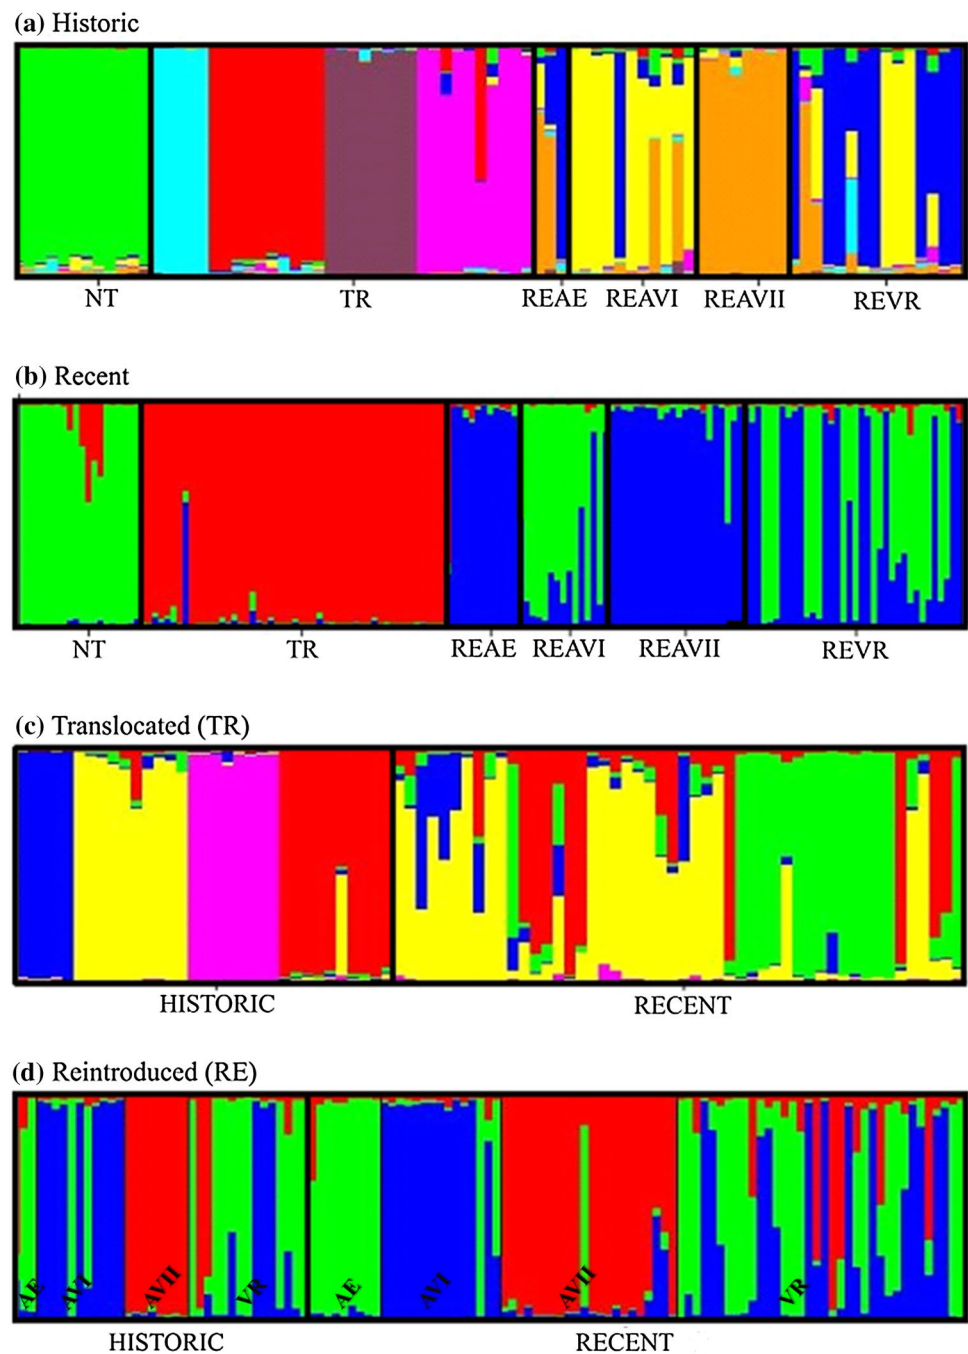 (a) Historic
NT TR REAE REAVI REAVII REVR
(b) Recent
NT TR REAE REAVI REAVII REVR
(c) Translocated (TR)
HISTORIC RECENT
(d) Reintroduced (RE)
AE AVI AVII VR AE AVI AVII VR
HISTORIC RECENT